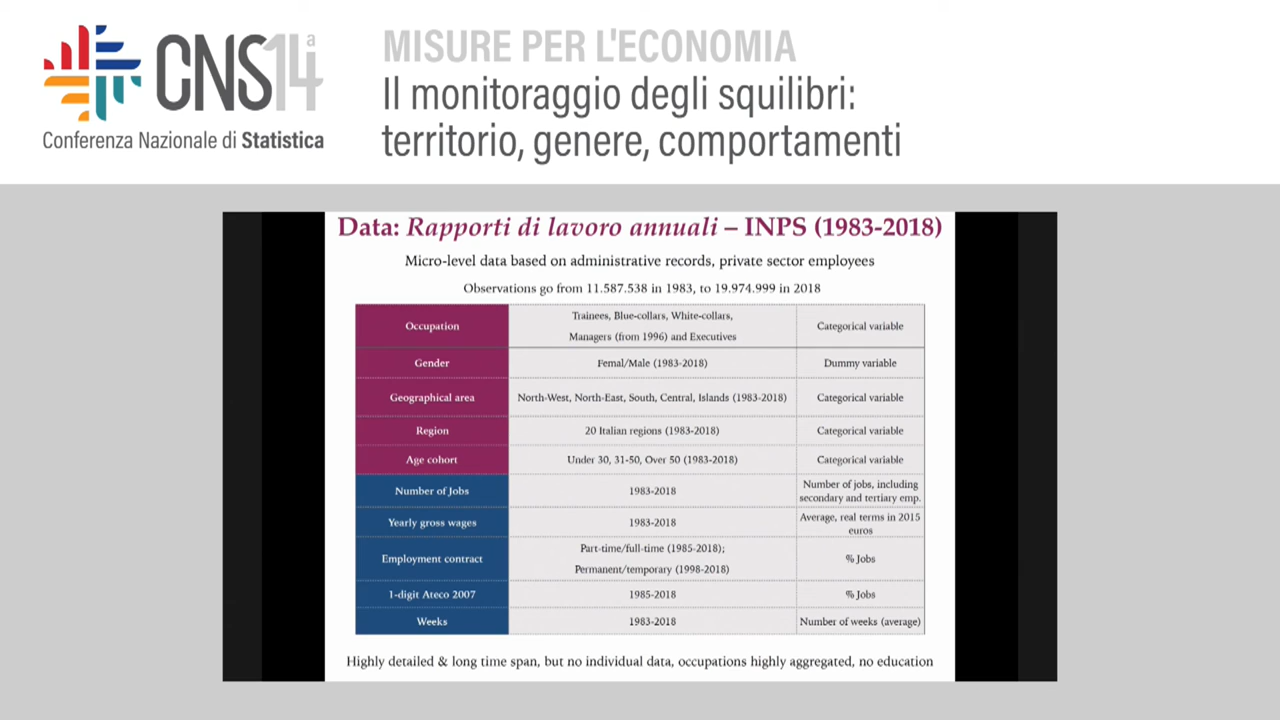 CNS14ª
Conferenza Nazionale di Statistica
MISURE PER L'ECONOMIA
Il monitoraggio degli squilibri:
territorio, genere, comportamenti
Data: Rapporti di lavoro annuali – INPS (1983-2018)
Micro-level data based on administrative records, private sector employees
Observations go from 11.587.538 in 1983, to 19.974.999 in 2018
Occupation
Trainees, Blue-collars, White-collars,
Managers (from 1996) and Executives
Categorical variable
Gender
Femal/Male (1983-2018)
Dummy variable
Geographical area
North-West, North-East, South, Central, Islands (1983-2018)
Categorical variable
Region
20 Italian regions (1983-2018)
Categorical variable
Age cohort
Under 30, 31-50, Over 50 (1983-2018)
Categorical variable
Number of Jobs
1983-2018
Number of jobs, including
secondary and tertiary emp.
Yearly gross wages
1983-2018
Average, real terms in 2015
euros
Employment contract
Part-time/full-time (1985-2018);
Permanent/temporary (1998-2018)
% Jobs
1-digit Ateco 2007
1985-2018
% Jobs
Weeks
1983-2018
Number of weeks (average)
Highly detailed & long time span, but no individual data, occupations highly aggregated, no education